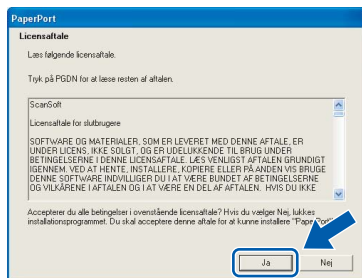 PaperPort
Licensaftale
Læs følgende licensaftale.
Tryk på PGDN for at læse resten af aftalen.
ScanSoft
Licensaftale for slutbrugere
SOFTWARE OG MATERIALER, SOM ER LEVERET MED DENNE AFTALE, ER
UNDER LICENS, IKKE SOLGT, OG ER UDELUKKENDE TIL BRUG UNDER
BETINGELSERNE I DENNE LICENSAFTALE. LÆS VENLIGST AFTALEN GRUNDIGT
IGENNEM. VED AT HENTE, INSTALLERE, KOPIERE ELLER PÅ ANDEN VIS BRUGE
DENNE SOFTWARE INDVILLIGER DU I AT VÆRE BUNDET AF BETINGELSERNE
OG VILKÅRENE I AFTALEN OG I AT VÆRE EN DEL AF AFTALEN. HVIS DU IKKE
Accepterer du alle betingelser i ovenstående licensaftale? Hvis du vælger Nej, lukkes
installationsprogrammet. Du skal acceptere denne aftale for at kunne installere "Pape
Ja
Nej